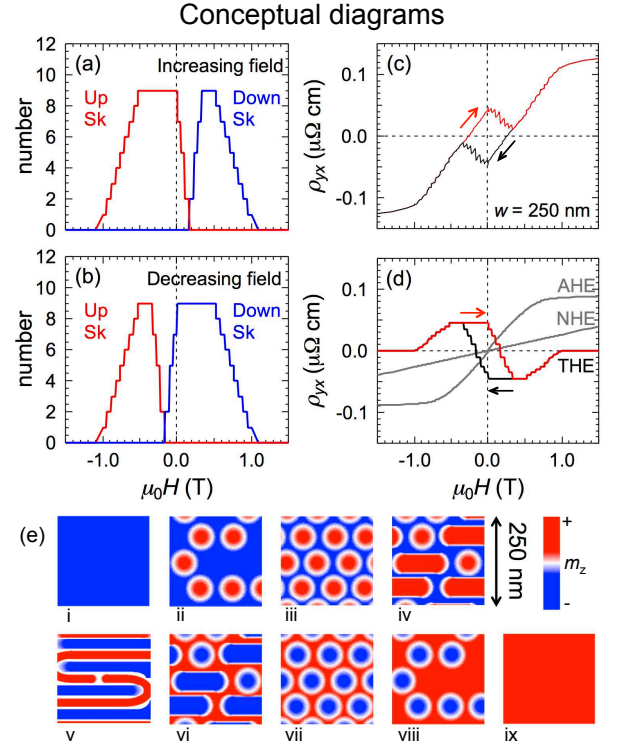 Conceptual diagrams
(a) Increasing field
Up Sk
Down Sk
number
12
10
8
6
4
2
0
(b) Decreasing field
Up Sk
Down Sk
number
12
10
8
6
4
2
0
-1.0 0.0 1.0
μ₀H (T)
(c)
ρyx (μΩ cm)
0.1
0.0
-0.1
w = 250 nm
(d)
AHE
NHE
THE
ρyx (μΩ cm)
0.1
0.0
-0.1
-1.0 0.0 1.0
μ₀H (T)
(e)
250 nm
+
mz
-
i ii iii iv
v vi vii viii ix